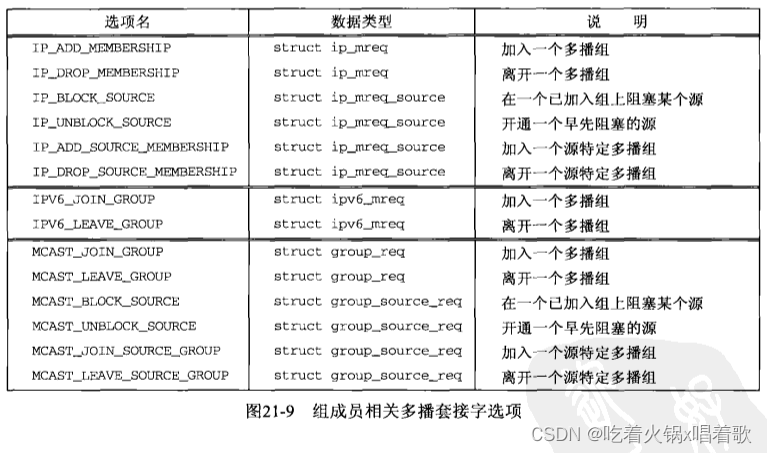 选项名 数据类型 说 明
IP_ADD_MEMBERSHIP struct ip_mreq 加入一个多播组
IP_DROP_MEMBERSHIP struct ip_mreq 离开一个多播组
IP_BLOCK_SOURCE struct ip_mreq_source 在一个已加入组上阻塞某个源
IP_UNBLOCK_SOURCE struct ip_mreq_source 开通一个早先阻塞的源
IP_ADD_SOURCE_MEMBERSHIP struct ip_mreq_source 加入一个源特定多播组
IP_DROP_SOURCE_MEMBERSHIP struct ip_mreq_source 离开一个源特定多播组
IPV6_JOIN_GROUP struct ipv6_mreq 加入一个多播组
IPV6_LEAVE_GROUP struct ipv6_mreq 离开一个多播组
MCAST_JOIN_GROUP struct group_req 加入一个多播组
MCAST_LEAVE_GROUP struct group_req 离开一个多播组
MCAST_BLOCK_SOURCE struct group_source_req 在一个已加入组上阻塞某个源
MCAST_UNBLOCK_SOURCE struct group_source_req 开通一个早先阻塞的源
MCAST_JOIN_SOURCE_GROUP struct group_source_req 加入一个源特定多播组
MCAST_LEAVE_SOURCE_GROUP struct group_source_req 离开一个源特定多播组
图21-9 组成员相关多播套接字选项
CSDN @吃着火锅x唱着歌